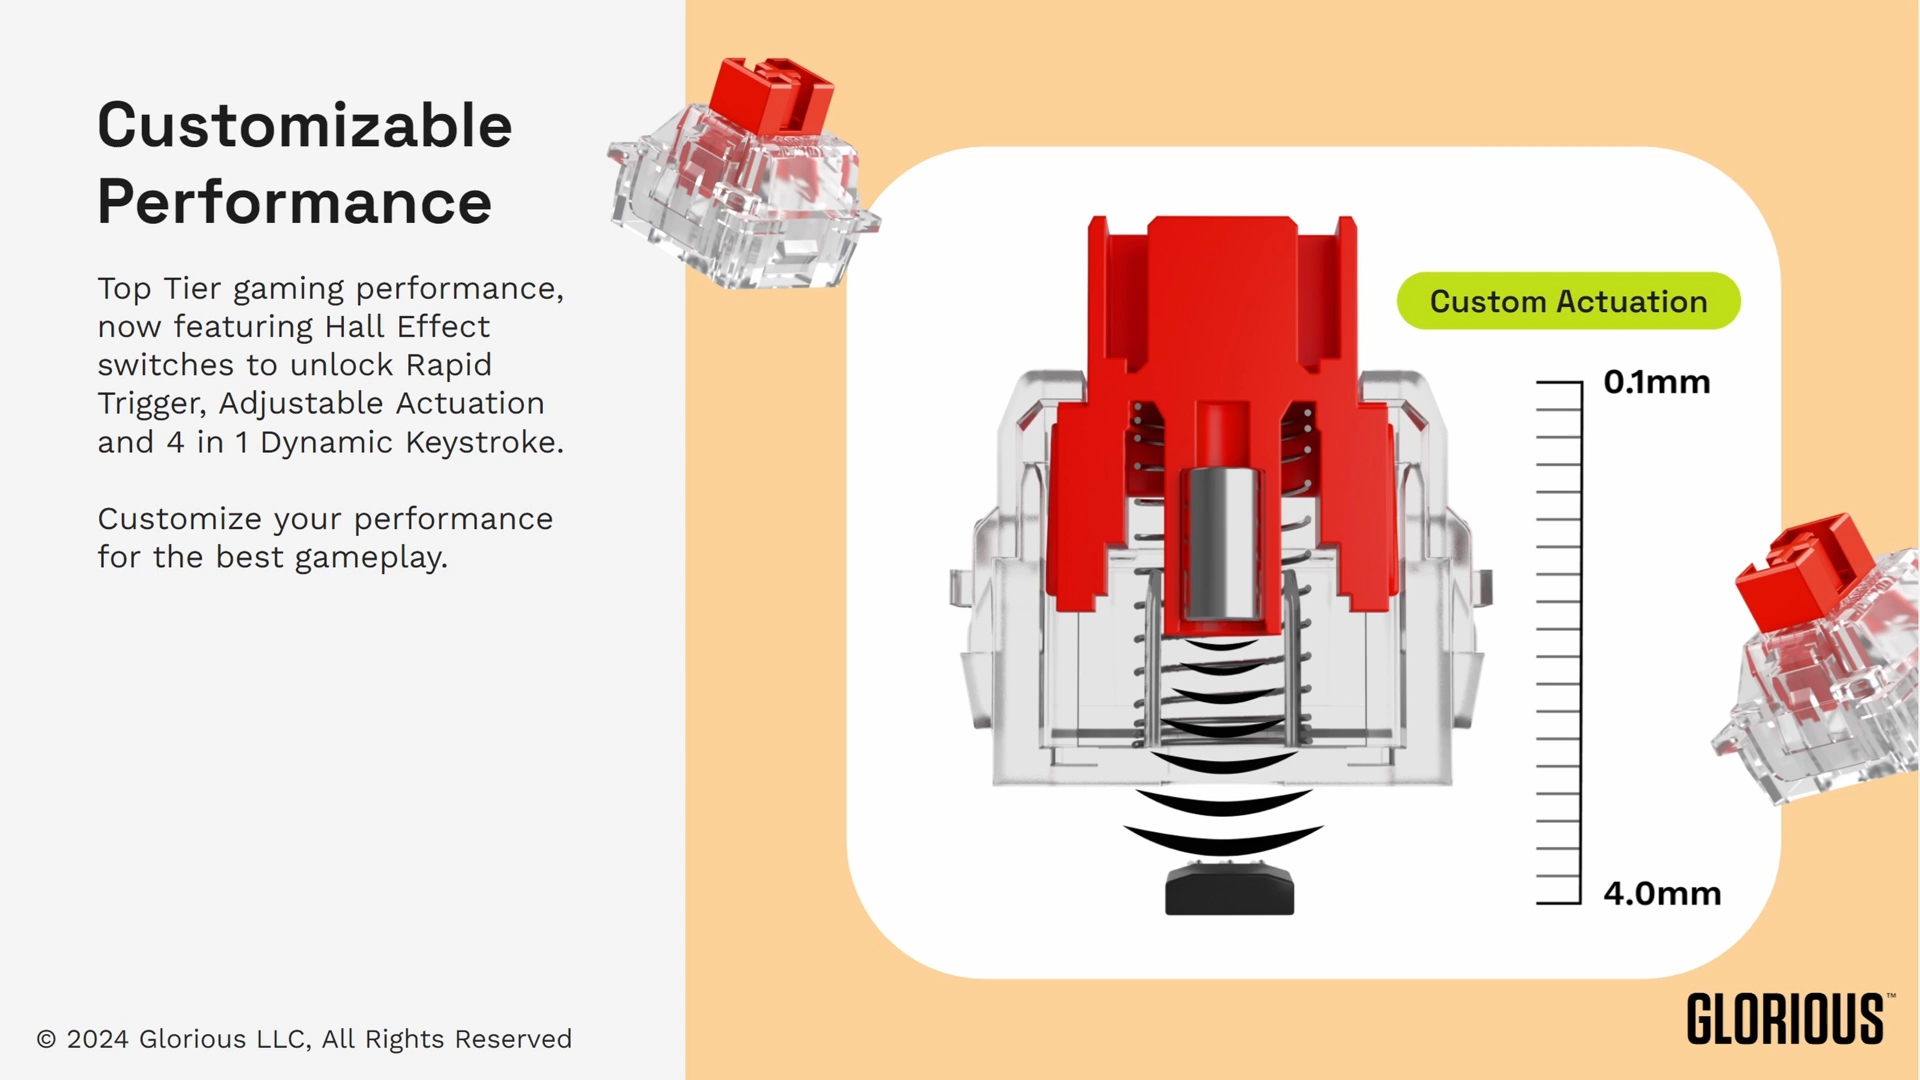 Customizable
Performance
Top Tier gaming performance,
now featuring Hall Effect
switches to unlock Rapid
Trigger, Adjustable Actuation
and 4 in 1 Dynamic Keystroke.
Customize your performance
for the best gameplay.
Custom Actuation
0.1mm
4.0mm
GLORIOUS™
© 2024 Glorious LLC, All Rights Reserved